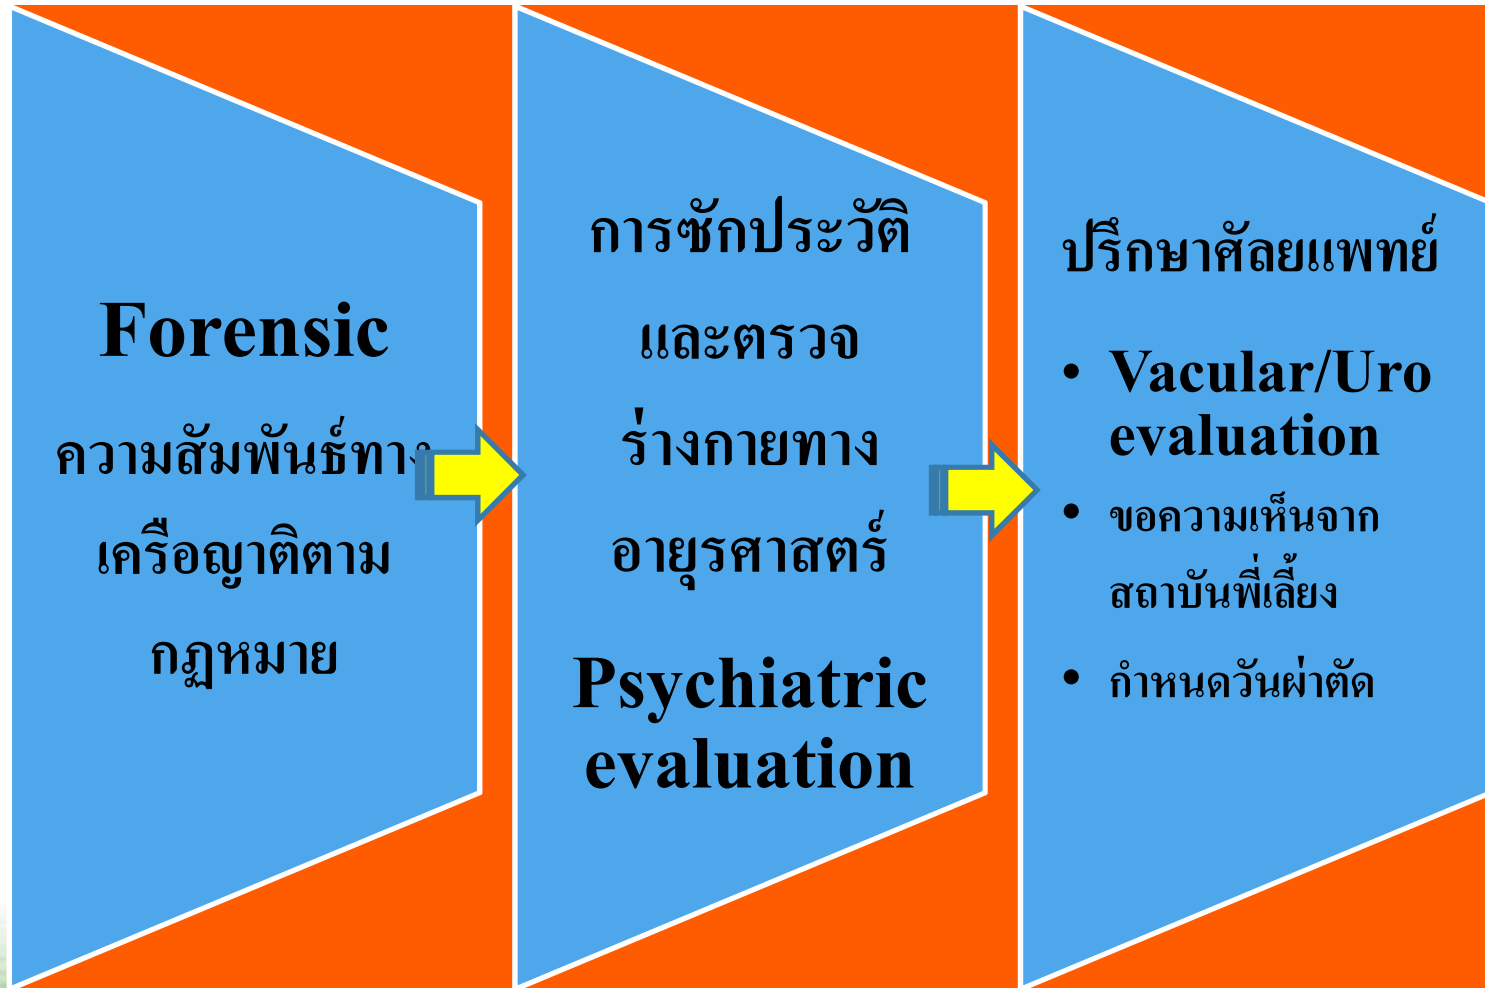 Forensic
ความสัมพันธ์ทาง
เครือญาติตาม
กฎหมาย
การซักประวัติ
และตรวจ
ร่างกายทาง
อายุรศาสตร์
Psychiatric
evaluation
ปรึกษาศัลยแพทย์
• Vacular/Uro
evaluation
• ขอความเห็นจาก
สถาบันพี่เลี้ยง
• กำหนดวันผ่าตัด